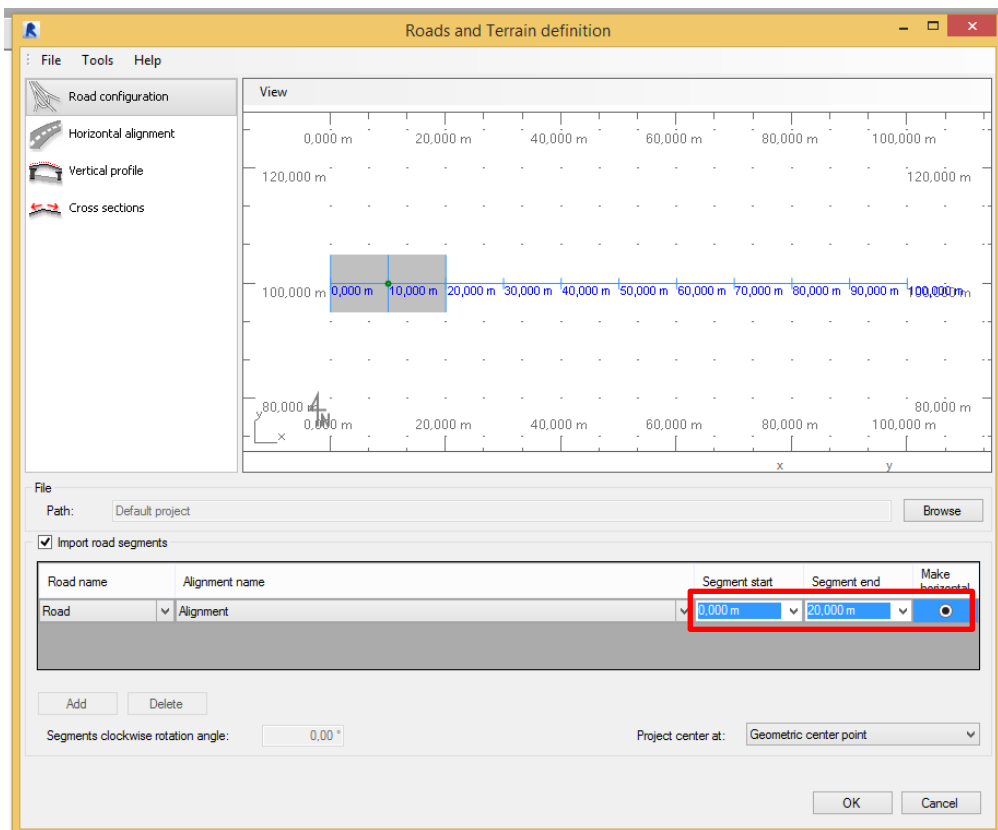 Roads and Terrain definition
File Tools Help
Road configuration
Horizontal alignment
Vertical profile
Cross sections
View
0,000 m 20,000 m 40,000 m 60,000 m 80,000 m 100,000 m
120,000 m 120,000 m
100,000 m 0,000 m 10,000 m 20,000 m 30,000 m 40,000 m 50,000 m 60,000 m 70,000 m 80,000 m 90,000 m 100,000 m
80,000 m 80,000 m
y
N
x
0,000 m 20,000 m 40,000 m 60,000 m 80,000 m 100,000 m
x y
File
Path: Default project Browse
Import road segments
Road name Alignment name Segment start Segment end Make horizontal
Road Alignment 0,000 m 20,000 m
Add Delete
Segments clockwise rotation angle: 0,00 ° Project center at: Geometric center point
OK Cancel